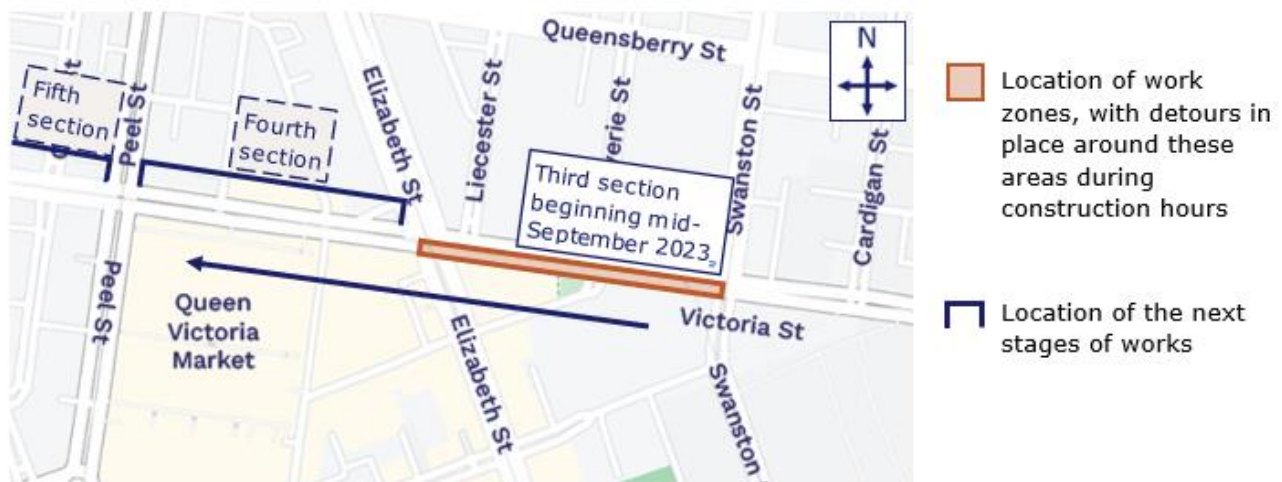 Queensberry St
N
Fifth
section
Peel St
Fourth
section
Elizabeth St
Liecester St
verie St
Swanston St
Cardigan St
Third section
beginning mid-
September 2023
Peel St
Queen
Victoria
Market
Elizabeth St
Victoria St
Swanston
Location of work
zones, with detours in
place around these
areas during
construction hours
Location of the next
stages of works